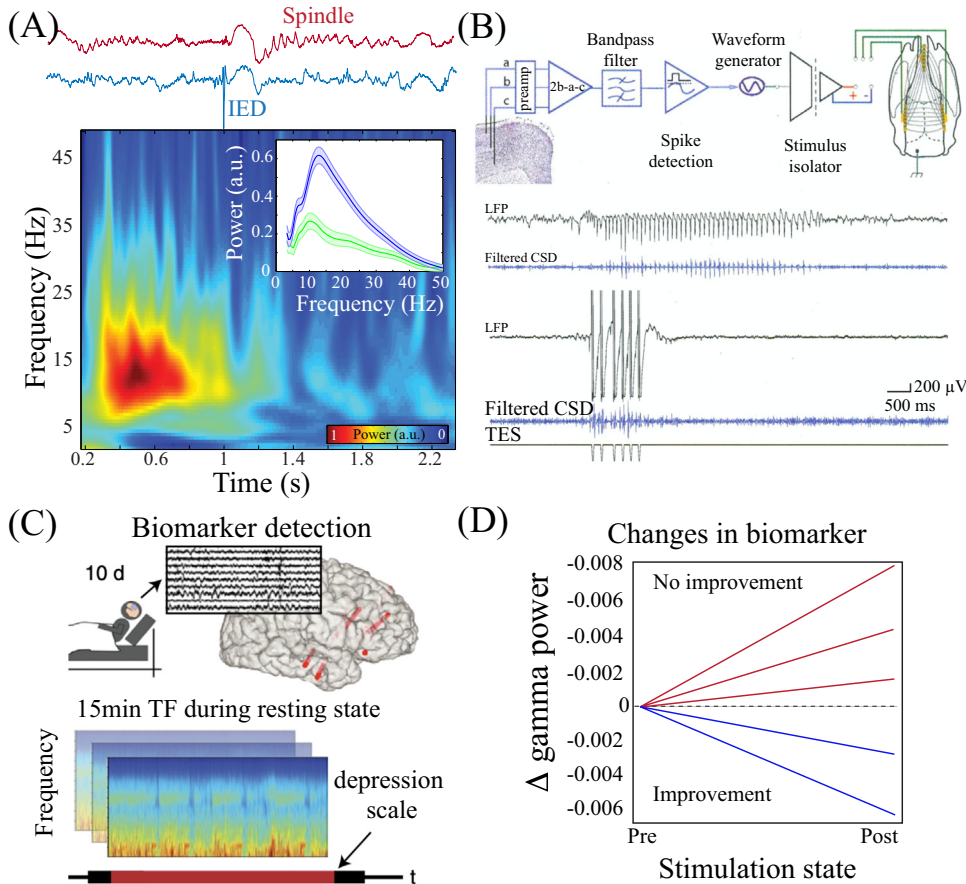 (A)
Spindle
IED
Frequency (Hz)
45
35
25
15
5
0.2
0.6
1
1.4
1.8
2.2
Time (s)
Power (a.u.)
0.6
0.4
0.2
0
0
10
20
30
40
50
Frequency (Hz)
1
Power (a.u.)
0
(B)
Bandpass
filter
Waveform
generator
a
b
c
preamp
2b-a-c
+
-
Spike
detection
Stimulus
isolator
LFP
Filtered CSD
LFP
200 µV
500 ms
Filtered CSD
TES
(C)
Biomarker detection
10 d
15min TF during resting state
Frequency
depression
scale
t
(D)
Changes in biomarker
Δ gamma power
-0.008
-0.006
-0.004
-0.002
0
-0.002
-0.004
-0.006
No improvement
Improvement
Pre
Post
Stimulation state